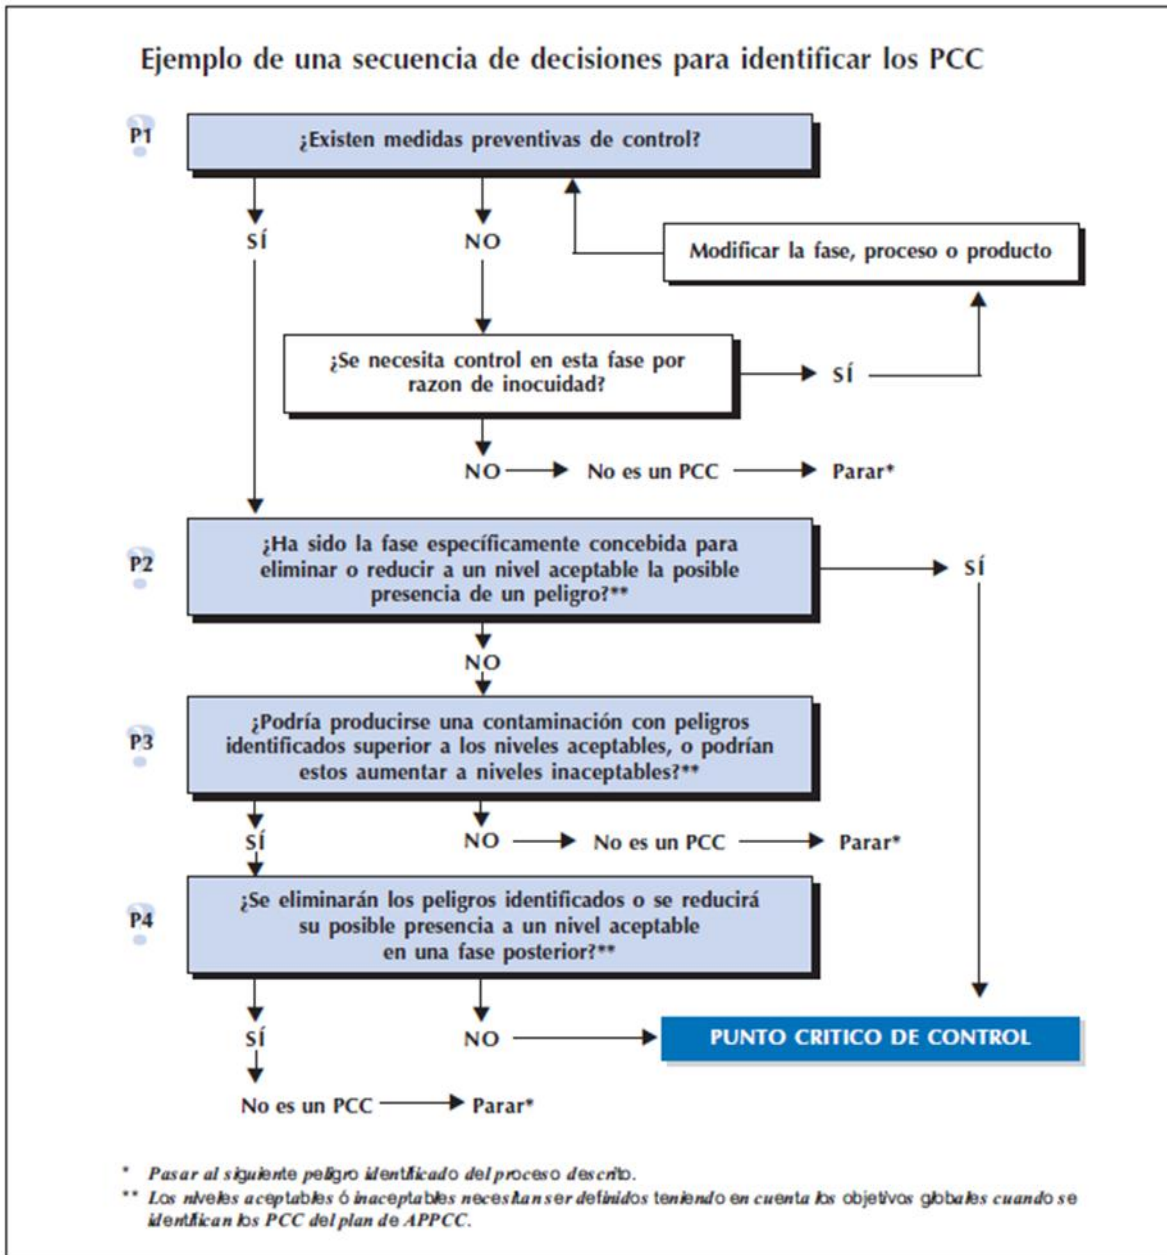 Ejemplo de una secuencia de decisiones para identificar los PCC
P1
¿Existen medidas preventivas de control?
SÍ
NO
Modificar la fase, proceso o producto
¿Se necesita control en esta fase por
razon de inocuidad?
SÍ
NO
No es un PCC
Parar*
P2
¿Ha sido la fase específicamente concebida para
eliminar o reducir a un nivel aceptable la posible
presencia de un peligro?**
SÍ
NO
P3
¿Podría producirse una contaminación con peligros
identificados superior a los niveles aceptables, o podrían
estos aumentar a niveles inaceptables?**
SÍ
NO
No es un PCC
Parar*
P4
¿Se eliminarán los peligros identificados o se reducirá
su posible presencia a un nivel aceptable
en una fase posterior?**
SÍ
NO
PUNTO CRITICO DE CONTROL
No es un PCC
Parar*
* Pasar al siguiente peligro identificado del proceso descrito.
** Los niveles aceptables ó inaceptables necesitan ser definidos teniendo en cuenta los objetivos globales cuando se
identifican los PCC del plan de APPCC.